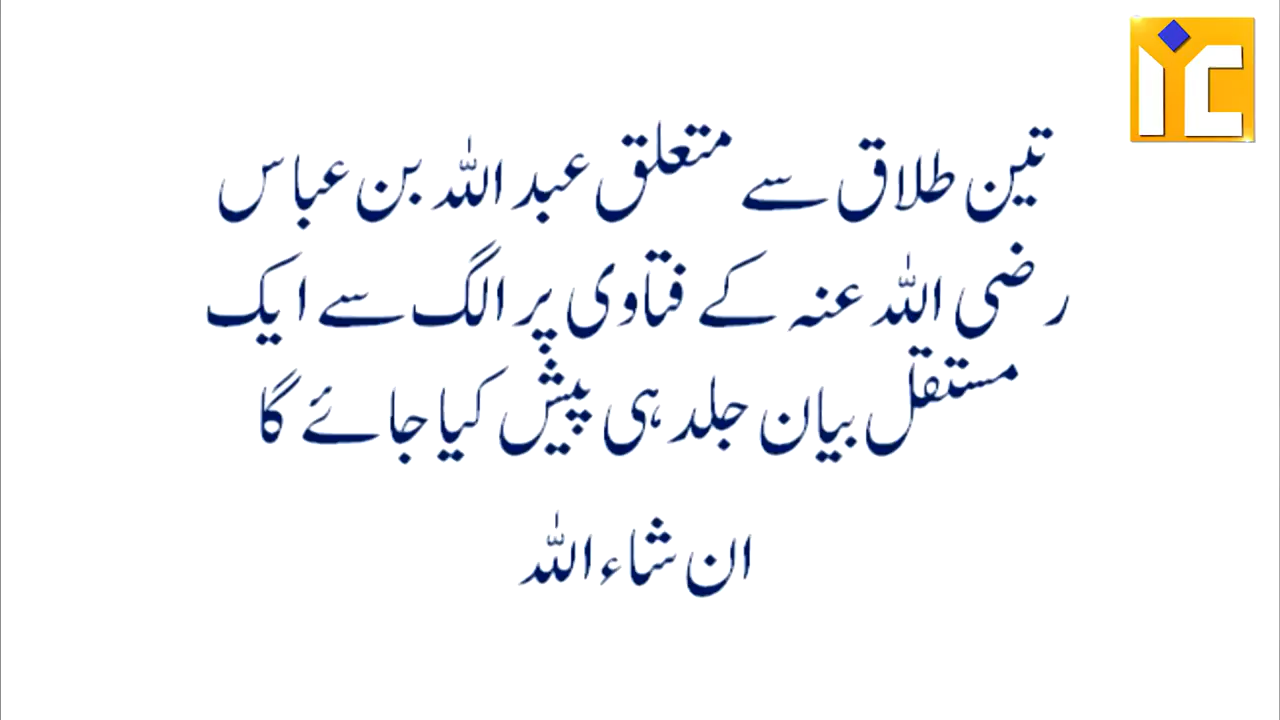 تین طلاق سے متعلق عبد اللہ بن عباس
رضی اللہ عنہ کے فتاوی پر الگ سے ایک
مستقل بیان جلد ہی پیش کیا جائے گا
ان شاء اللہ